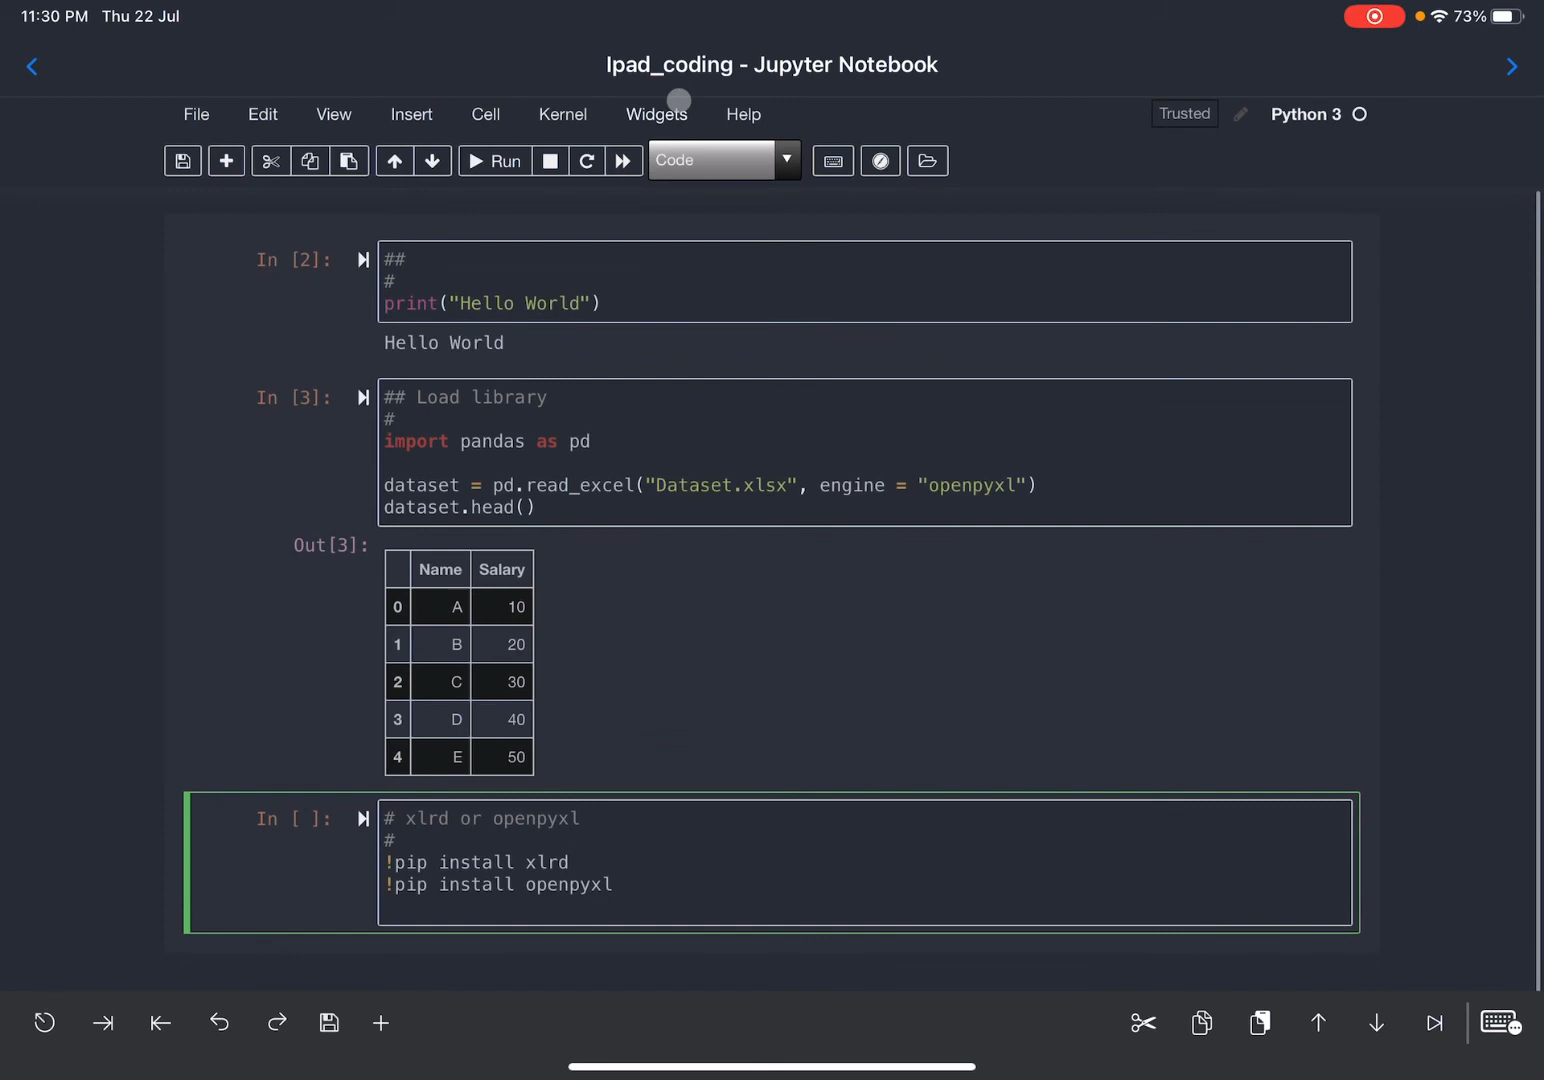 11:30 PM Thu 22 Jul
73%
Ipad_coding - Jupyter Notebook
File Edit View Insert Cell Kernel Widgets Help
Trusted
Python 3
Run
Code
In [2]:
##
#
print("Hello World")
Hello World
In [3]:
## Load library
#
import pandas as pd
dataset = pd.read_excel("Dataset.xlsx", engine = "openpyxl")
dataset.head()
Out[3]:
Name Salary
0 A 10
1 B 20
2 C 30
3 D 40
4 E 50
In [ ]:
# xlrd or openpyxl
#
!pip install xlrd
!pip install openpyxl